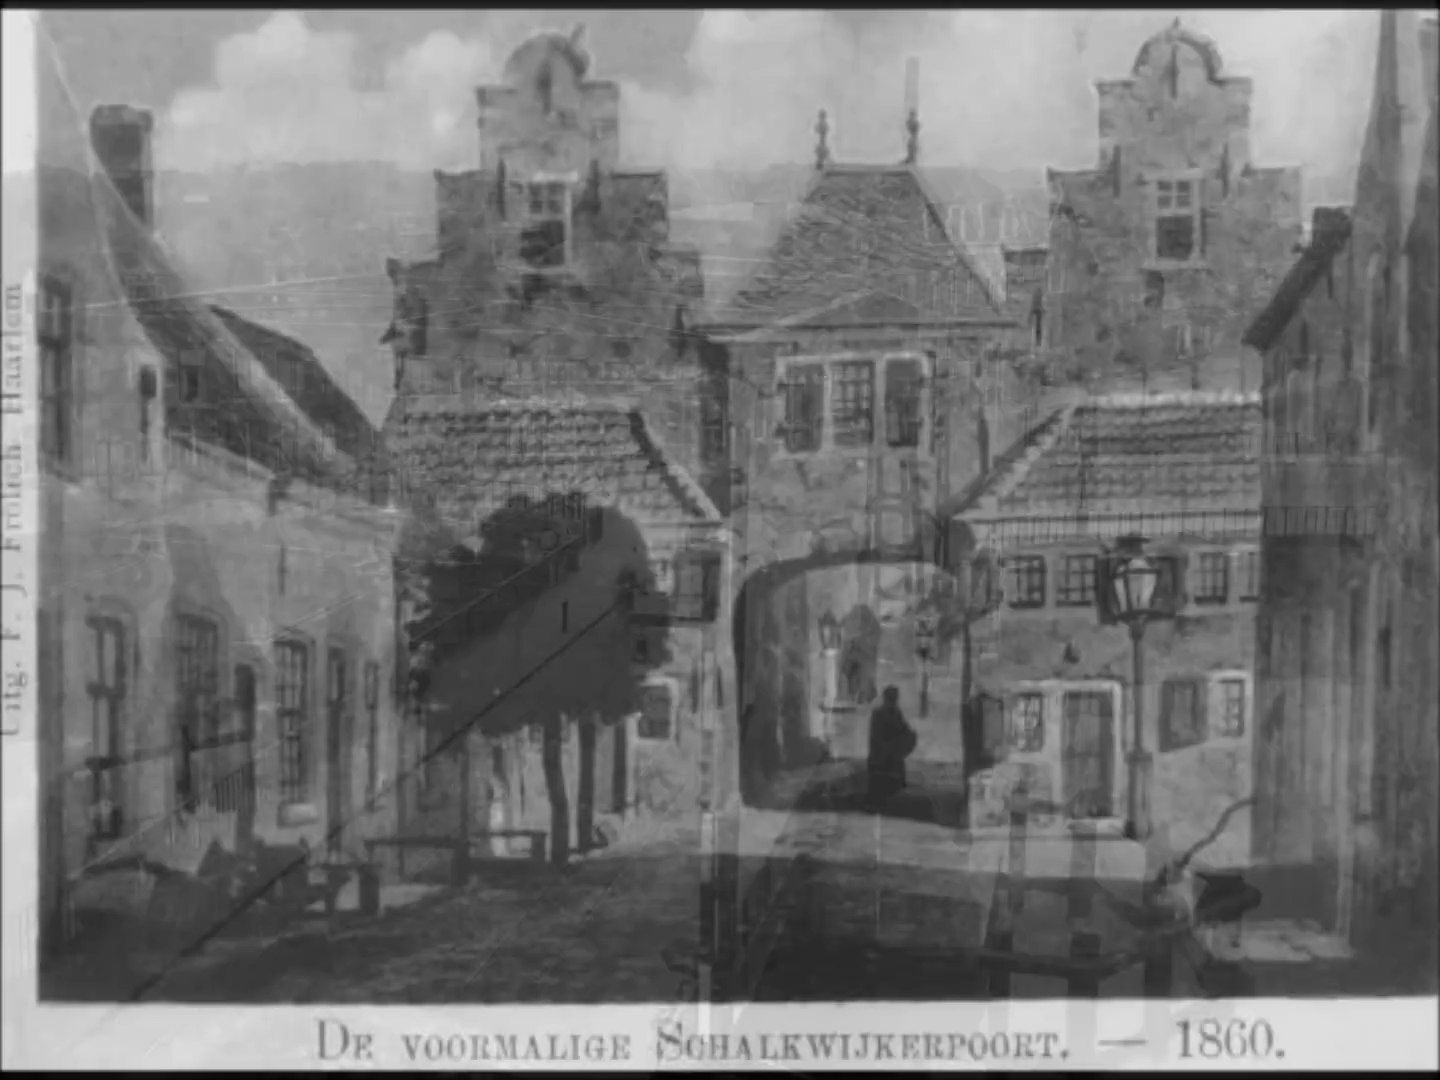 Uitg. F. J. Frölich Haarlem
DE VOORMALIGE SCHALKWIJKERPOORT. — 1860.